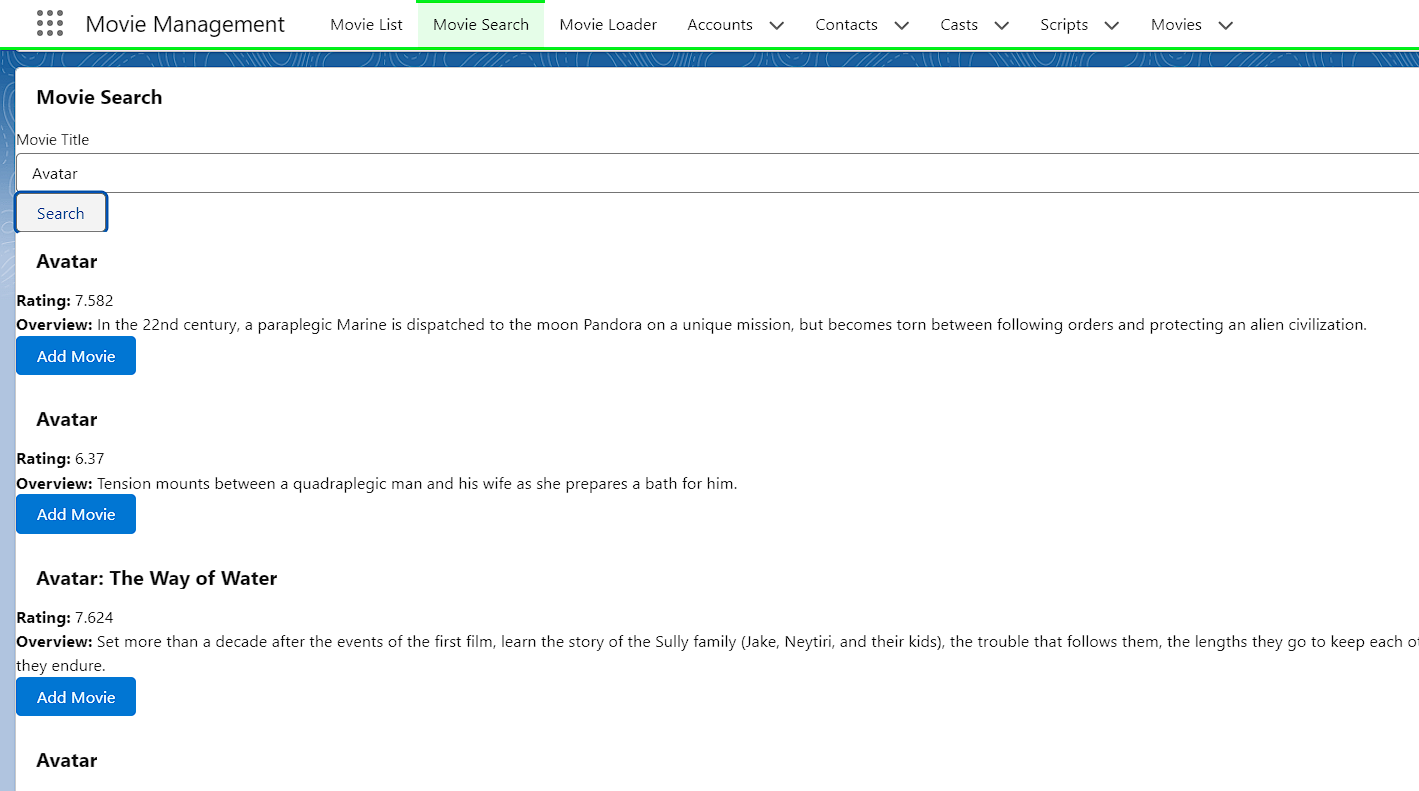 Movie Management Movie List Movie Search Movie Loader Accounts Contacts Casts Scripts Movies
Movie Search
Movie Title
Avatar
Search
Avatar
Rating: 7.582
Overview: In the 22nd century, a paraplegic Marine is dispatched to the moon Pandora on a unique mission, but becomes torn between following orders and protecting an alien civilization.
Add Movie
Avatar
Rating: 6.37
Overview: Tension mounts between a quadraplegic man and his wife as she prepares a bath for him.
Add Movie
Avatar: The Way of Water
Rating: 7.624
Overview: Set more than a decade after the events of the first film, learn the story of the Sully family (Jake, Neytiri, and their kids), the trouble that follows them, the lengths they go to keep each
they endure.
Add Movie
Avatar